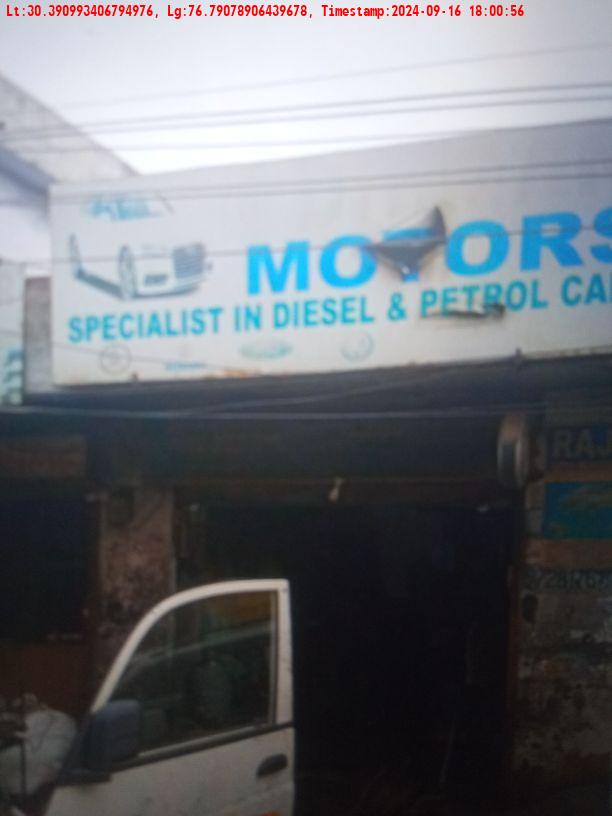 Lt:30.390993406794976, Lg:76.79078906439678, Timestamp:2024-09-16 18:00:56
MOTORS
SPECIALIST IN DIESEL & PETROL CA
RAJ